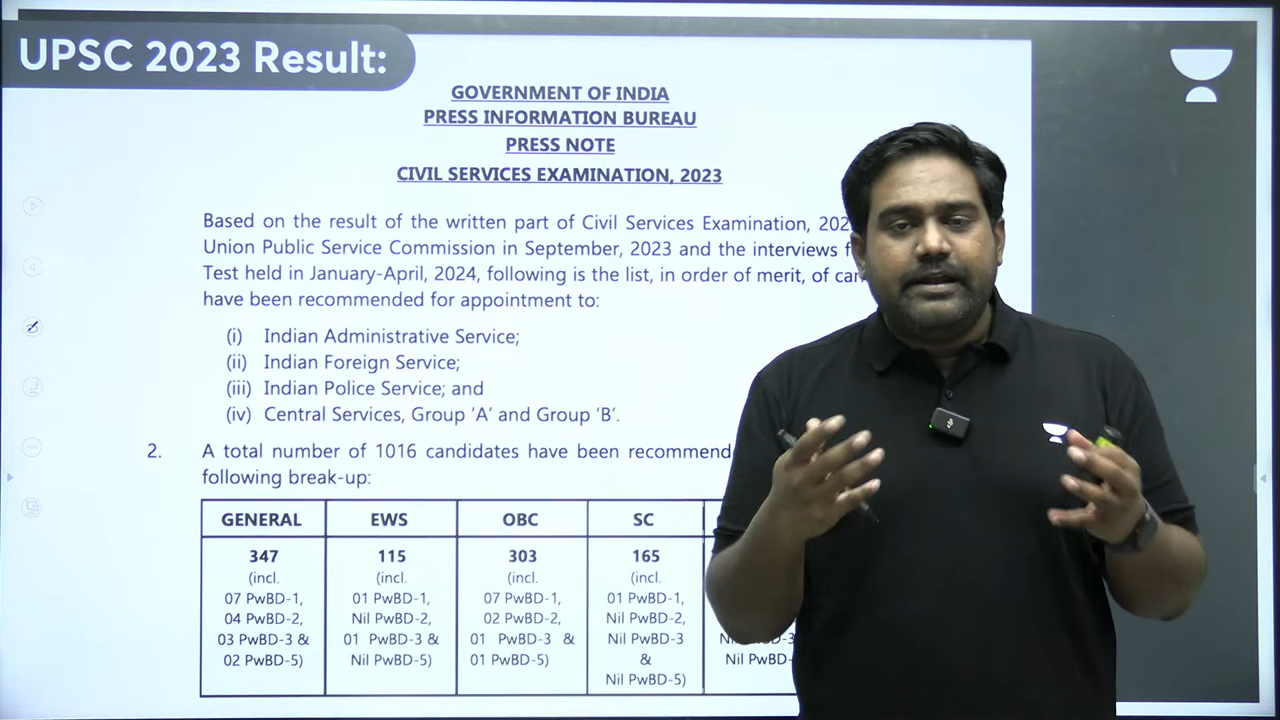 UPSC 2023 Result:
GOVERNMENT OF INDIA
PRESS INFORMATION BUREAU
PRESS NOTE
CIVIL SERVICES EXAMINATION, 2023
Based on the result of the written part of Civil Services Examination,
Union Public Service Commission in September, 2023 and the interviews
Test held in January-April, 2024, following is the list, in order of merit, of
have been recommended for appointment to:
(i) Indian Administrative Service;
(ii) Indian Foreign Service;
(iii) Indian Police Service; and
(iv) Central Services, Group ‘A’ and Group ‘B’.
2. A total number of 1016 candidates have been
following break-up:
GENERAL EWS OBC SC
347 115 303 165
(incl. (incl. (incl. (incl.
07 PwBD-1, 01 PwBD-1, 07 PwBD-1, 01 PwBD-1,
04 PwBD-2, Nil PwBD-2, 02 PwBD-2, Nil PwBD-2,
03 PwBD-3 & 01 PwBD-3 & 01 PwBD-3 & Nil PwBD-3
02 PwBD-5) Nil PwBD-5) 01 PwBD-5) & Nil
Nil PwBD-5)